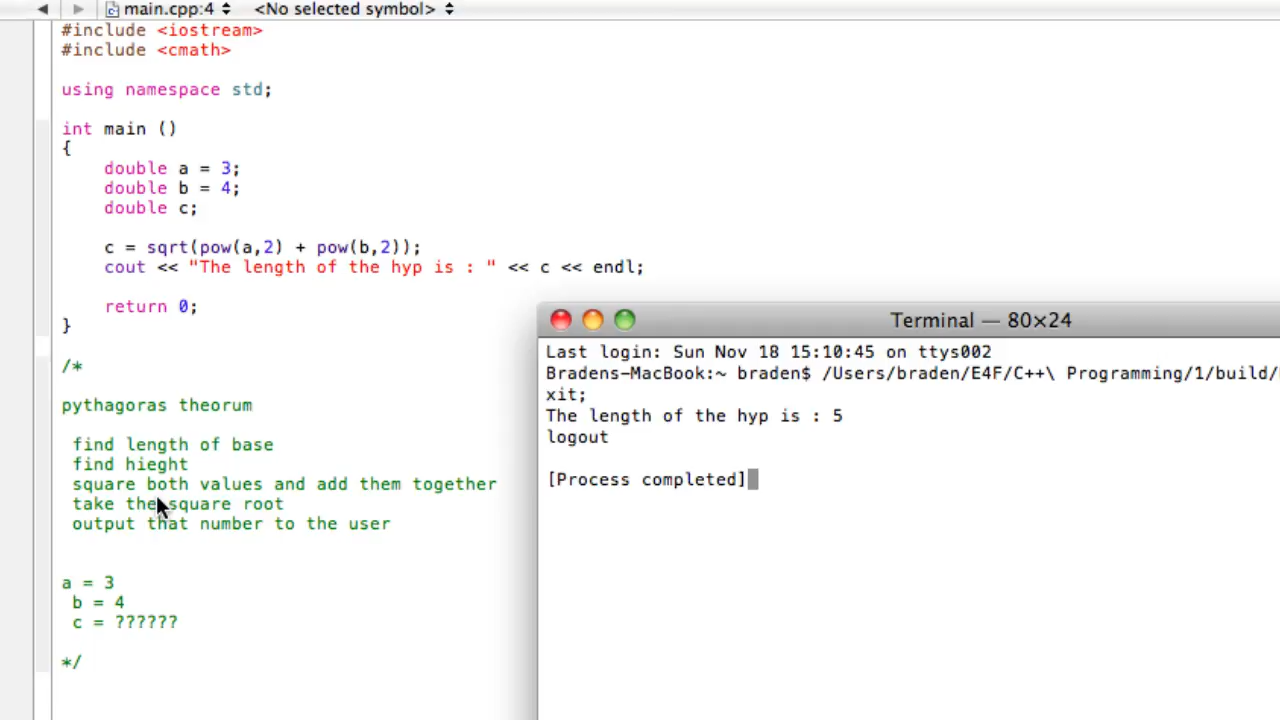 main.cpp:4 <No selected symbol>
#include <iostream>
#include <cmath>
using namespace std;
int main ()
{
double a = 3;
double b = 4;
double c;
c = sqrt(pow(a,2) + pow(b,2));
cout << "The length of the hyp is : " << c << endl;
return 0;
}
/*
pythagoras theorum
find length of base
find hieght
square both values and add them together
take the square root
output that number to the user
a = 3
b = 4
c = ??????
*/
Terminal — 80×24
Last login: Sun Nov 18 15:10:45 on ttys002
Bradens-MacBook:~ braden$ /Users/braden/E4F/C++\ Programming/1/build/
xit;
The length of the hyp is : 5
logout
[Process completed]